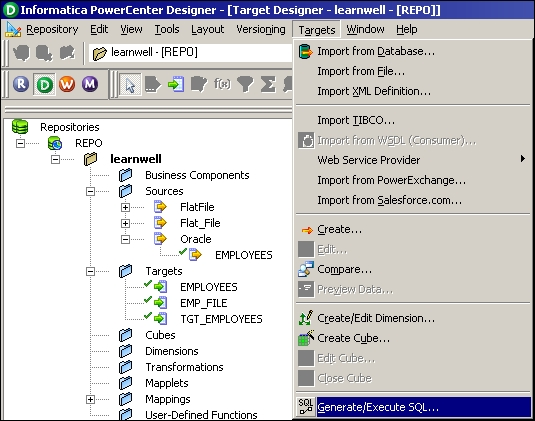 Informatica PowerCenter Designer - [Target Designer - learnwell - [REPO]]
Repository Edit View Tools Layout Versioning Targets Window Help
learnwell - [REPO]
R D W M
f(x)
Repositories
REPO
learnwell
Business Components
Sources
FlatFile
Flat_File
Oracle
EMPLOYEES
Targets
EMPLOYEES
EMP_FILE
TGT_EMPLOYEES
Cubes
Dimensions
Transformations
Mapplets
Mappings
User-Defined Functions
Import from Database...
Import from File...
Import XML Definition...
Import TIBCO...
Import from WSDL (Consumer)...
Web Service Provider
Import from PowerExchange...
Import from Salesforce.com...
Create...
Edit...
Compare...
Preview Data...
Create/Edit Dimension...
Create Cube...
Edit Cube...
Close Cube
SQL Generate/Execute SQL...